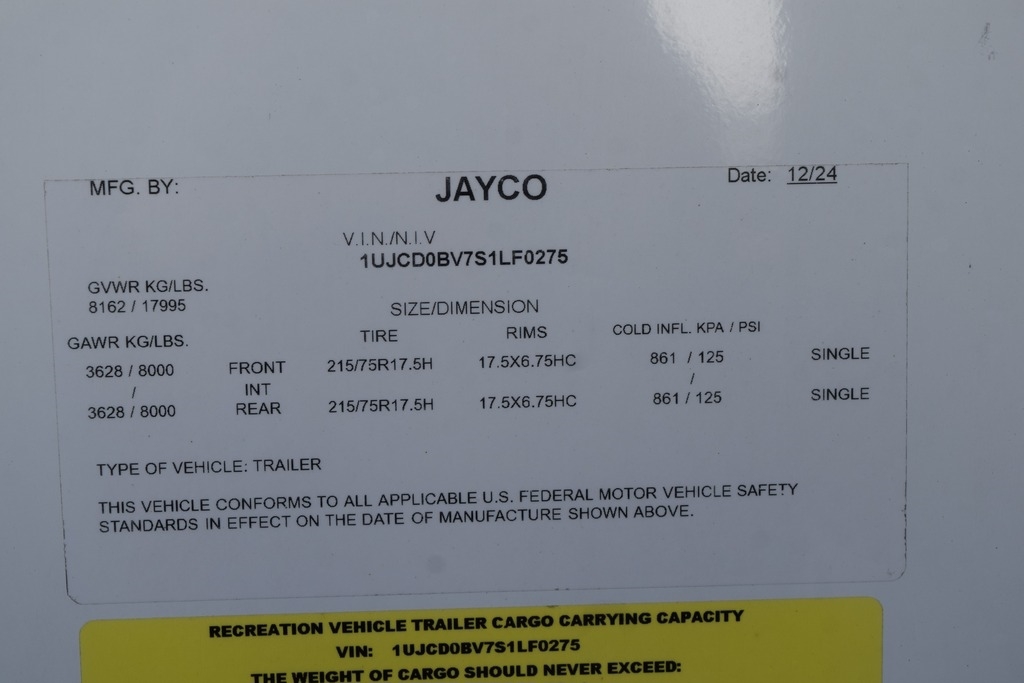 MFG. BY: JAYCO Date: 12/24
V.I.N./N.I.V
1UJCD0BV7S1LF0275
GVWR KG/LBS.
8162 / 17995
SIZE/DIMENSION
GAWR KG/LBS. TIRE RIMS COLD INFL. KPA / PSI
3628 / 8000 FRONT 215/75R17.5H 17.5X6.75HC 861 / 125 SINGLE
/ INT /
3628 / 8000 REAR 215/75R17.5H 17.5X6.75HC 861 / 125 SINGLE
TYPE OF VEHICLE: TRAILER
THIS VEHICLE CONFORMS TO ALL APPLICABLE U.S. FEDERAL MOTOR VEHICLE SAFETY
STANDARDS IN EFFECT ON THE DATE OF MANUFACTURE SHOWN ABOVE.
RECREATION VEHICLE TRAILER CARGO CARRYING CAPACITY
VIN: 1UJCD0BV7S1LF0275
THE WEIGHT OF CARGO SHOULD NEVER EXCEED: